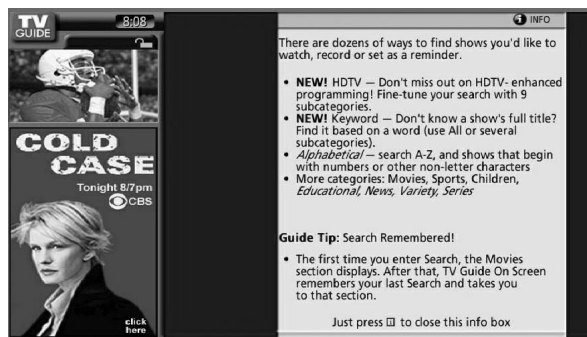 TV
GUIDE
8:08
COLD
CASE
Tonight 8/7pm
CBS
click
here
i INFO
There are dozens of ways to find shows you'd like to
watch, record or set as a reminder.
• NEW! HDTV — Don't miss out on HDTV- enhanced
programming! Fine-tune your search with 9
subcategories.
• NEW! Keyword — Don't know a show's full title?
Find it based on a word (use All or several
subcategories).
• Alphabetical — search A-Z, and shows that begin
with numbers or other non-letter characters
• More categories: Movies, Sports, Children,
Educational, News, Variety, Series
Guide Tip: Search Remembered!
• The first time you enter Search, the Movies
section displays. After that, TV Guide On Screen
remembers your last Search and takes you
to that section.
Just press i to close this info box